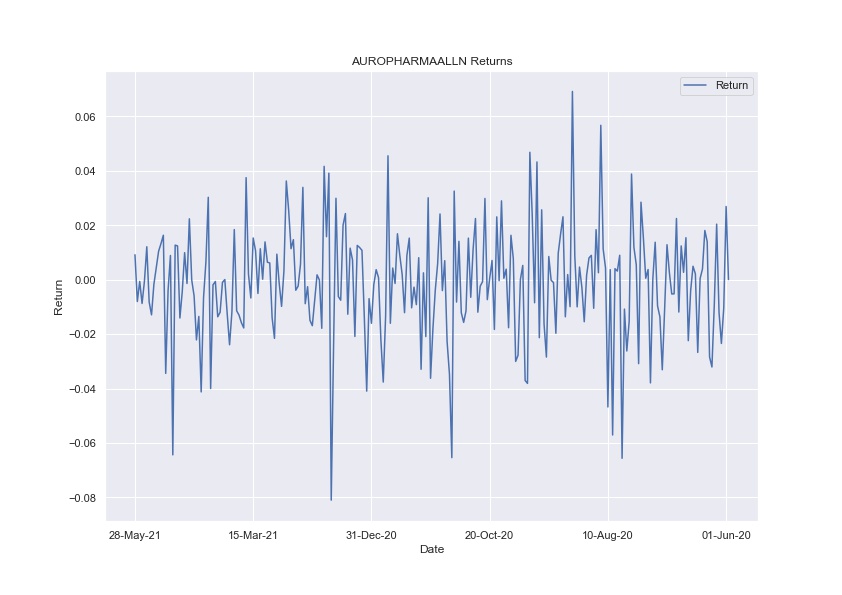 AUROPHARMAALLN Returns
Return
0.06
0.04
0.02
0.00
−0.02
−0.04
−0.06
−0.08
Return
28-May-21
15-Mar-21
31-Dec-20
20-Oct-20
10-Aug-20
01-Jun-20
Date